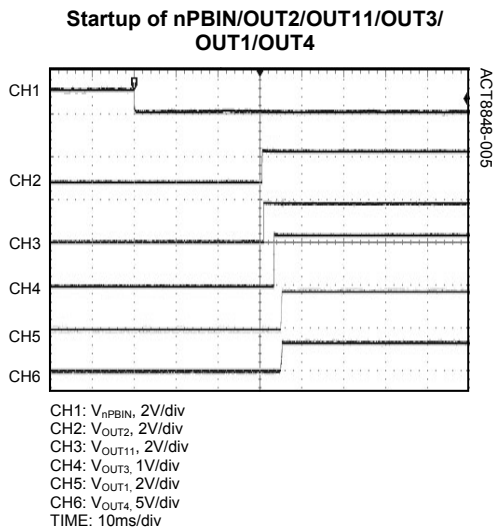 Startup of nPBIN/OUT2/OUT11/OUT3/
OUT1/OUT4
ACT8848-005
CH1
CH2
CH3
CH4
CH5
CH6
CH1: VnPBIN, 2V/div
CH2: VOUT2, 2V/div
CH3: VOUT11, 2V/div
CH4: VOUT3, 1V/div
CH5: VOUT1, 2V/div
CH6: VOUT4, 5V/div
TIME: 10ms/div